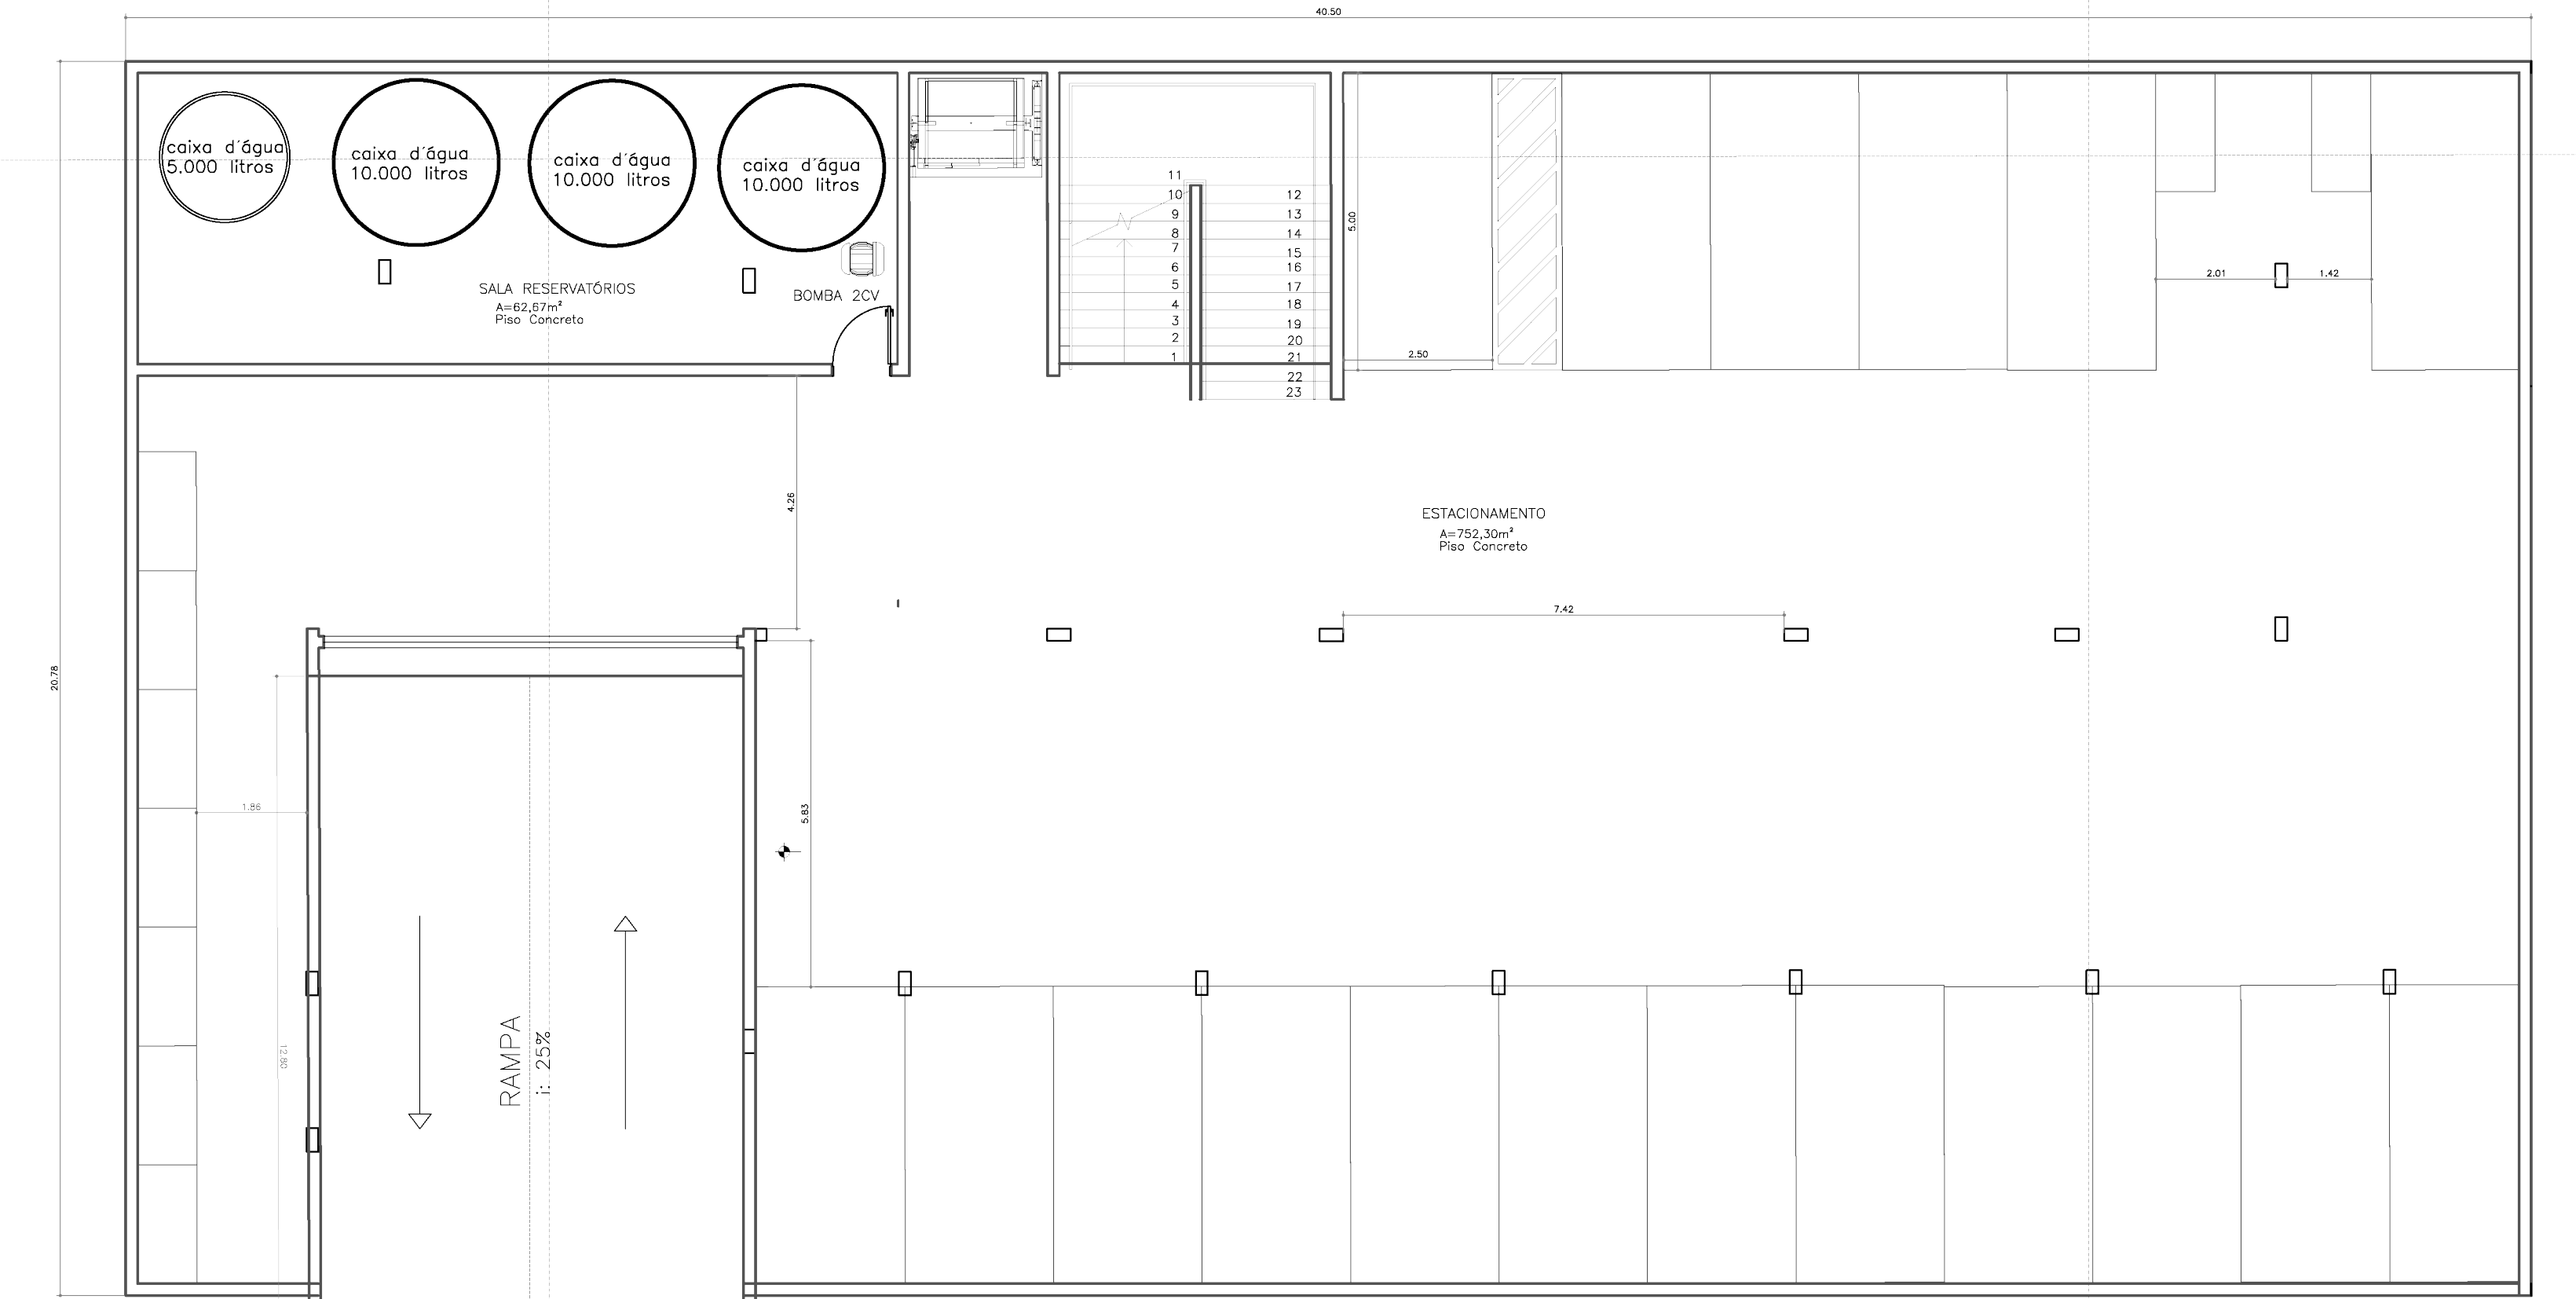 40.50
caixa d´água
5.000 litros
caixa d´água
10.000 litros
caixa d´água
10.000 litros
caixa d´água
10.000 litros
SALA RESERVATÓRIOS
A=62,67m²
Piso Concreto
BOMBA 2CV
11
10
9
8
7
6
5
4
3
2
1
12
13
14
15
16
17
18
19
20
21
22
23
5.00
2.50
2.01
1.42
4.26
ESTACIONAMENTO
A=752,30m²
Piso Concreto
7.42
20.78
1.86
5.83
12.80
RAMPA
i: 25%